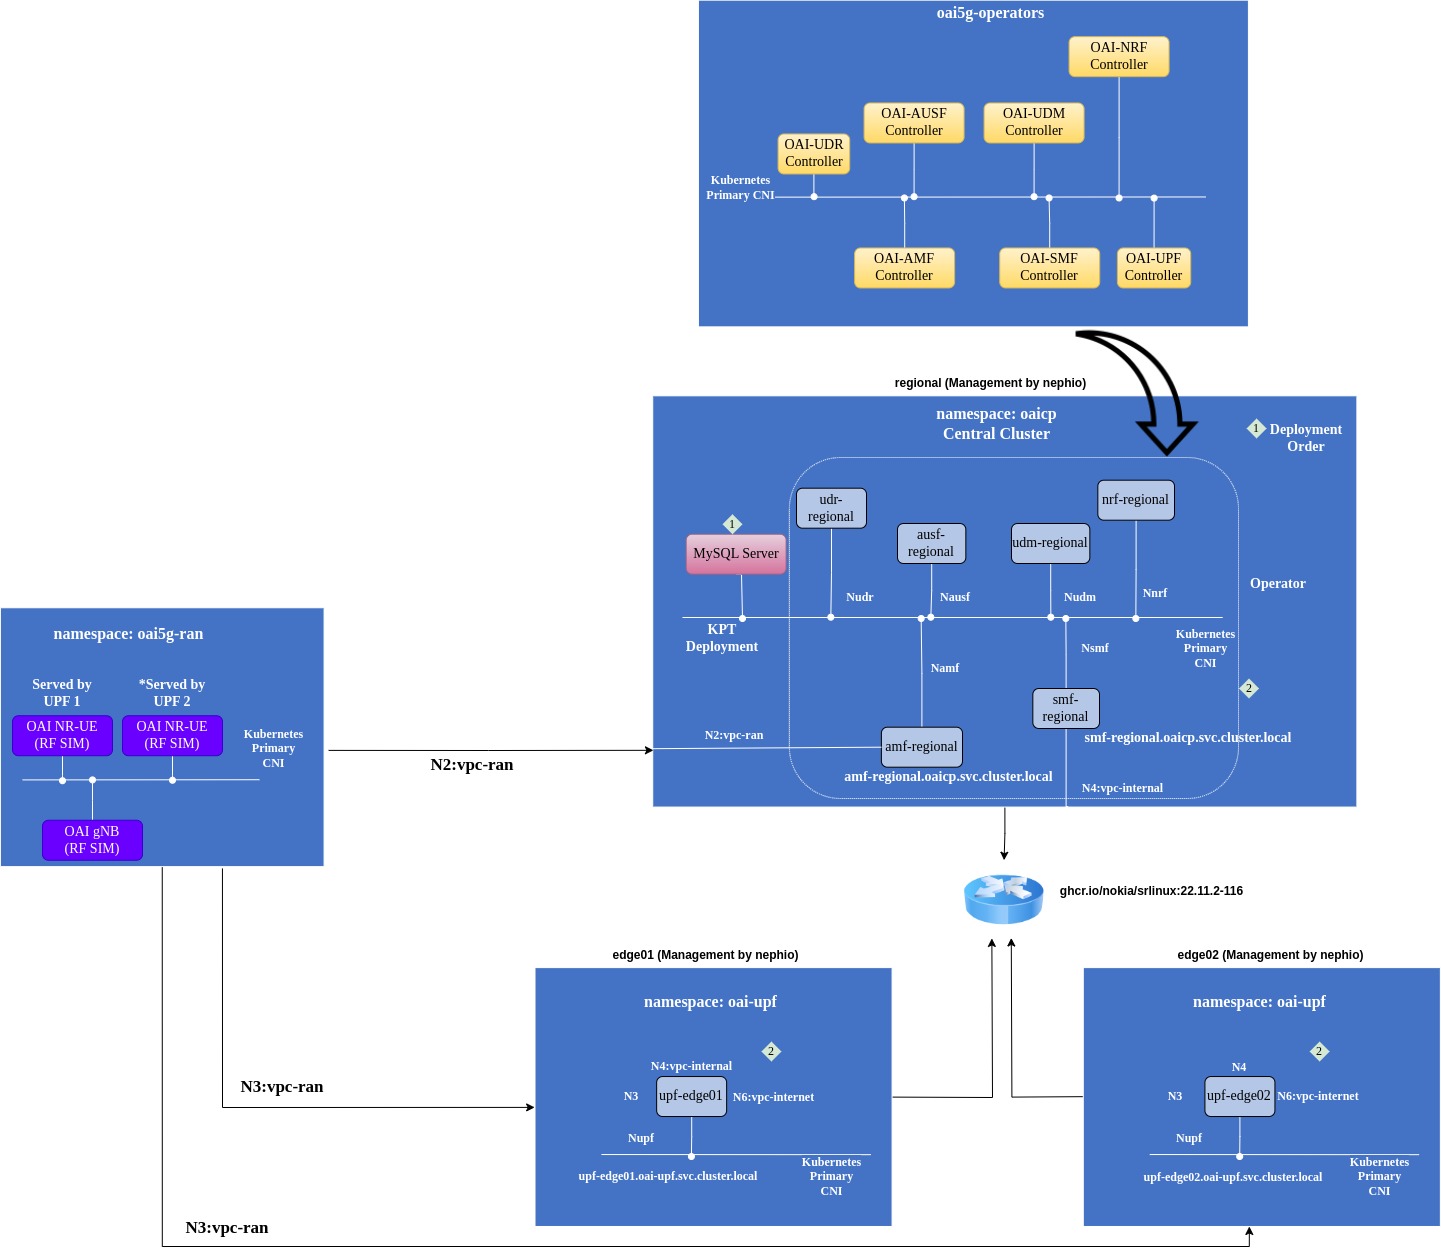 oai5g-operators
OAI-NRF
Controller
OAI-AUSF
Controller
OAI-UDM
Controller
OAI-UDR
Controller
Kubernetes
Primary CNI
OAI-AMF
Controller
OAI-SMF
Controller
OAI-UPF
Controller
regional (Management by nephio)
namespace: oaicp
Central Cluster
1
Deployment
Order
udr-
regional
nrf-regional
1
MySQL Server
ausf-
regional
udm-regional
Operator
Nudr
Nausf
Nudm
Nnrf
KPT
Deployment
Kubernetes
Primary
CNI
Namf
Nsmf
2
smf-
regional
smf-regional.oaicp.svc.cluster.local
N2:vpc-ran
amf-regional
amf-regional.oaicp.svc.cluster.local
N4:vpc-internal
namespace: oai5g-ran
Served by
UPF 1
*Served by
UPF 2
OAI NR-UE
(RF SIM)
OAI NR-UE
(RF SIM)
Kubernetes
Primary
CNI
OAI gNB
(RF SIM)
N2:vpc-ran
ghcr.io/nokia/srlinux:22.11.2-116
edge01 (Management by nephio)
namespace: oai-upf
2
N4:vpc-internal
N3
upf-edge01
N6:vpc-internet
Nupf
upf-edge01.oai-upf.svc.cluster.local
Kubernetes
Primary
CNI
edge02 (Management by nephio)
namespace: oai-upf
2
N4
N3
upf-edge02
N6:vpc-internet
Nupf
upf-edge02.oai-upf.svc.cluster.local
Kubernetes
Primary
CNI
N3:vpc-ran
N3:vpc-ran